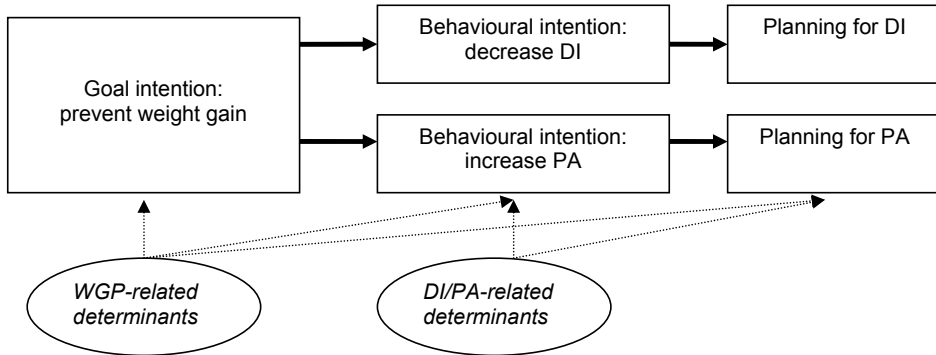 Behavioural intention:
decrease DI
Planning for DI
Goal intention:
prevent weight gain
Behavioural intention:
increase PA
Planning for PA
WGP-related
determinants
DI/PA-related
determinants